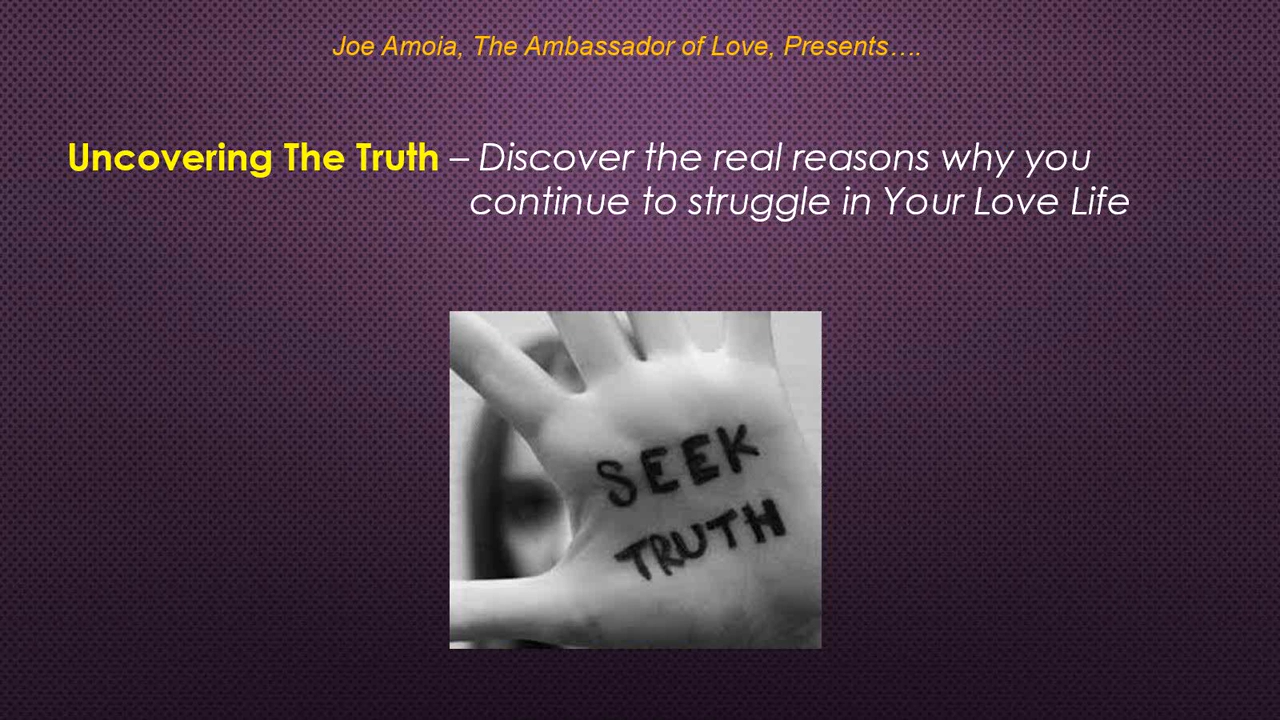 Joe Amoia, The Ambassador of Love, Presents….
Uncovering The Truth – Discover the real reasons why you
continue to struggle in Your Love Life
SEEK
TRUTH